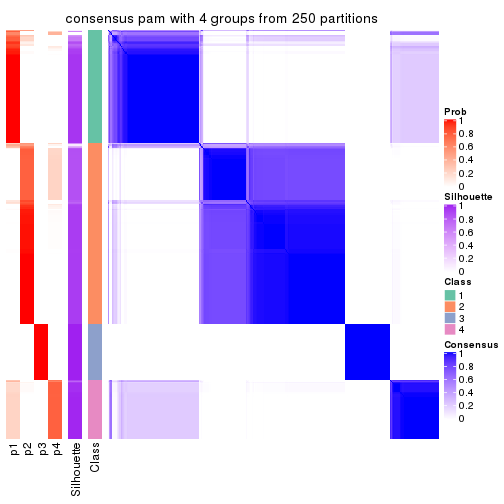 consensus pam with 4 groups from 250 partitions
Prob
1
0.8
0.6
0.4
0.2
0
Silhouette
1
0.8
0.6
0.4
0.2
0
Class
1
2
3
4
Consensus
1
0.8
0.6
0.4
0.2
0
p1
p2
p3
p4
Silhouette
Class